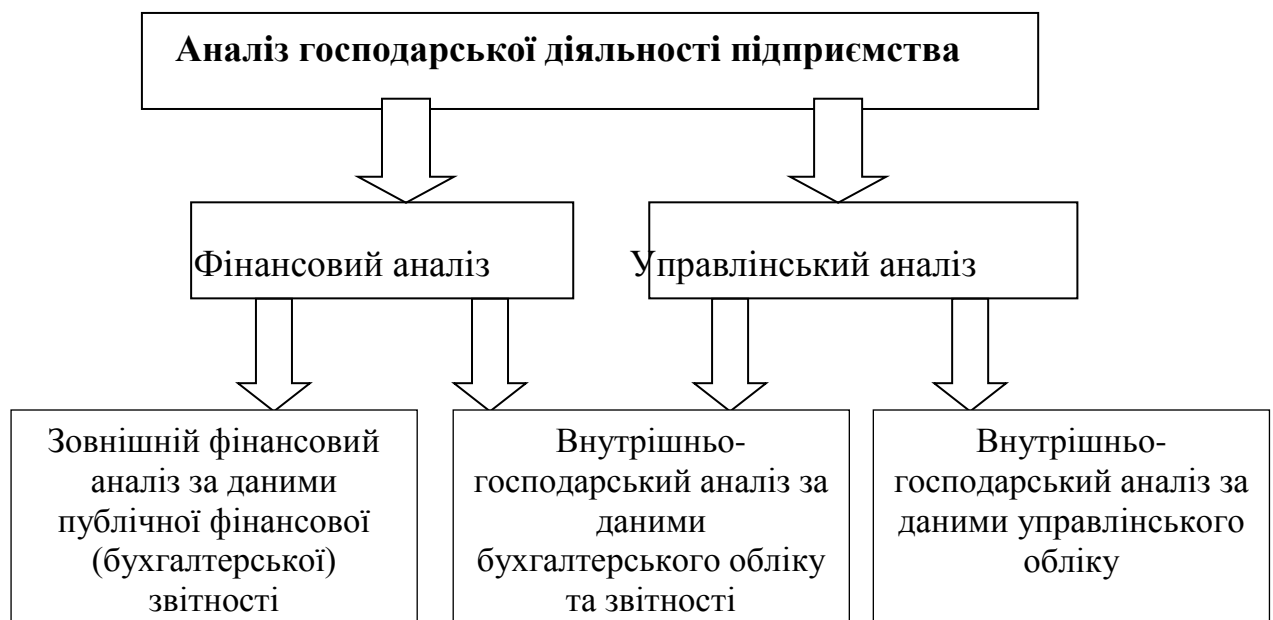 Аналіз господарської діяльності підприємства
Фінансовий аналіз
Управлінський аналіз
Зовнішній фінансовий
аналіз за даними
публічної фінансової
(бухгалтерської)
звітності
Внутрішньо-
господарський аналіз за
даними
бухгалтерського обліку
та звітності
Внутрішньо-
господарський аналіз за
даними управлінського
обліку